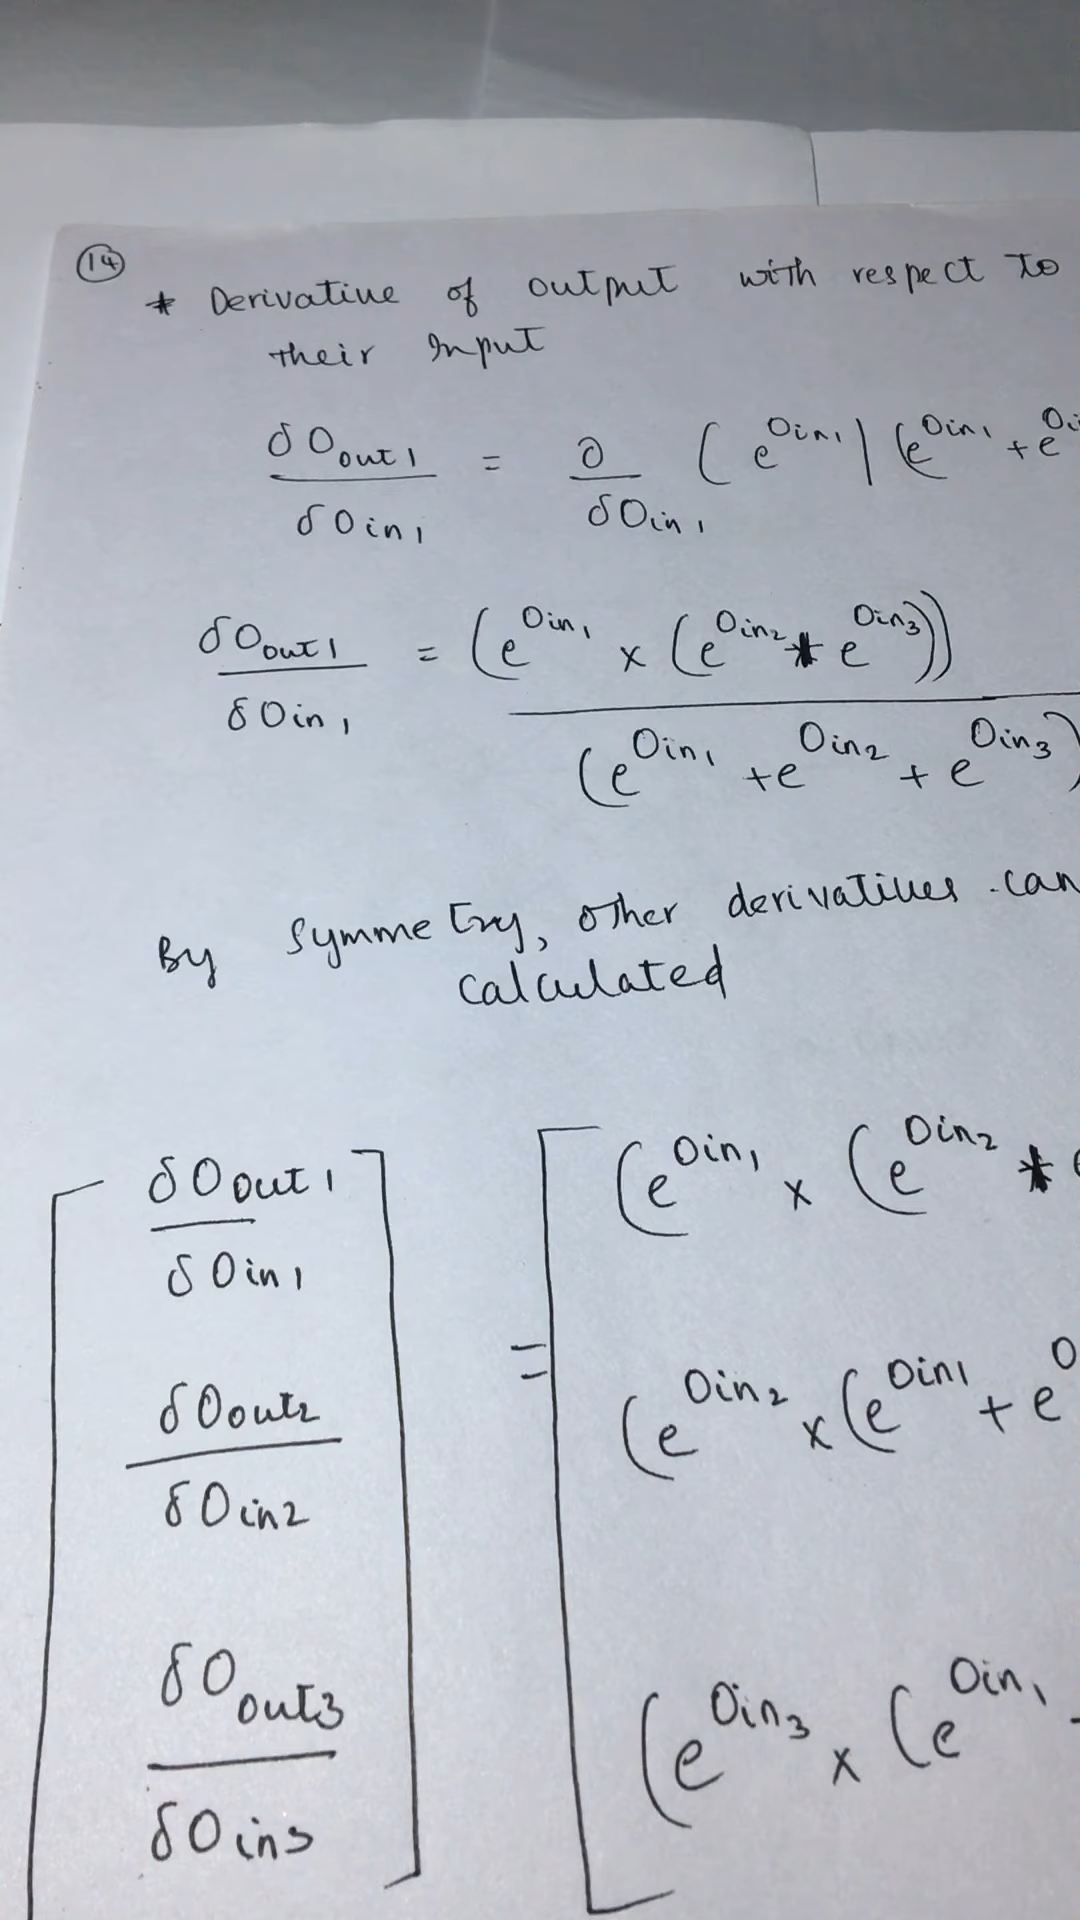 14
* Derivative of output with respect to
their Input
δOout1 / δOin1 = ∂ / δOin1 (e^Oin1 | (e^Oin1 + e^Oi
δOout1 / δOin1 = (e^Oin1 × (e^Oin2 * e^Oin3)) / (e^Oin1 + e^Oin2 + e^Oin3)
By Symmetry, other derivatives can
calculated
δOout1 / δOin1 (e^Oin1 × (e^Oin2 * e
=
δOout2 / δOin2 (e^Oin2 × (e^Oin1 + e^O
δOout3 / δOin3 (e^Oin3 × (e^Oin1